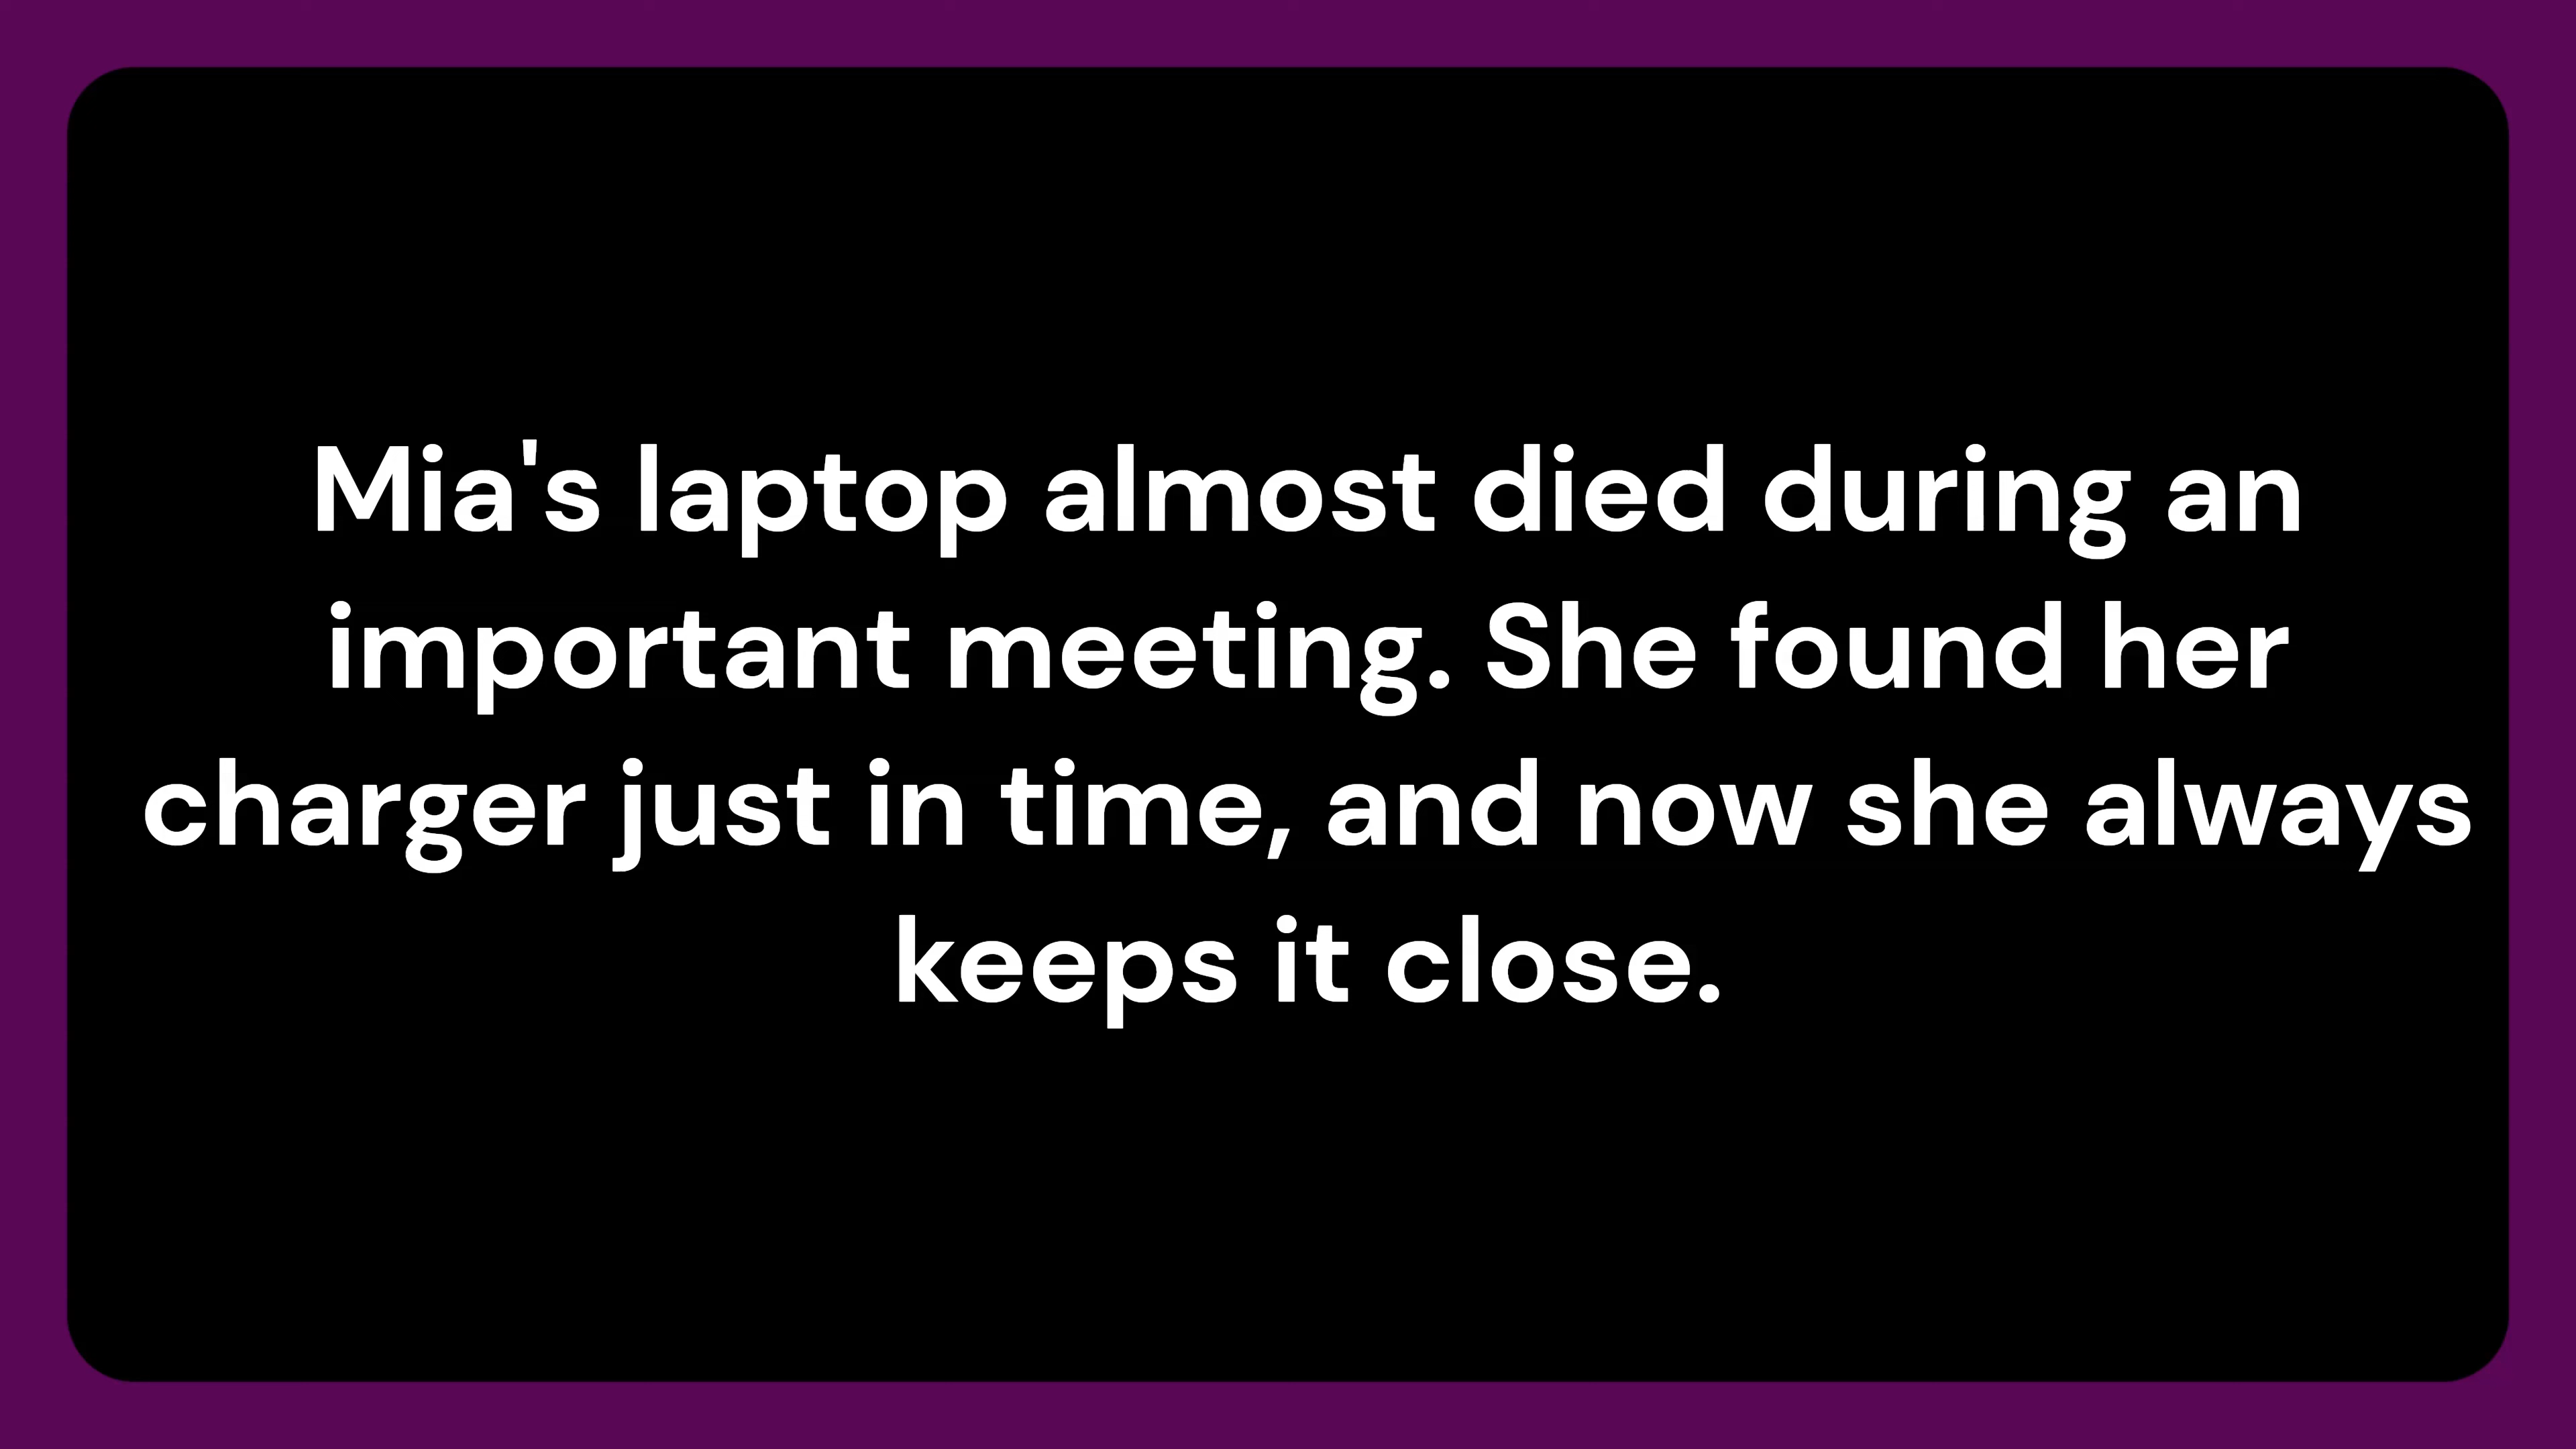 Mia's laptop almost died during an
important meeting. She found her
charger just in time, and now she always
keeps it close.